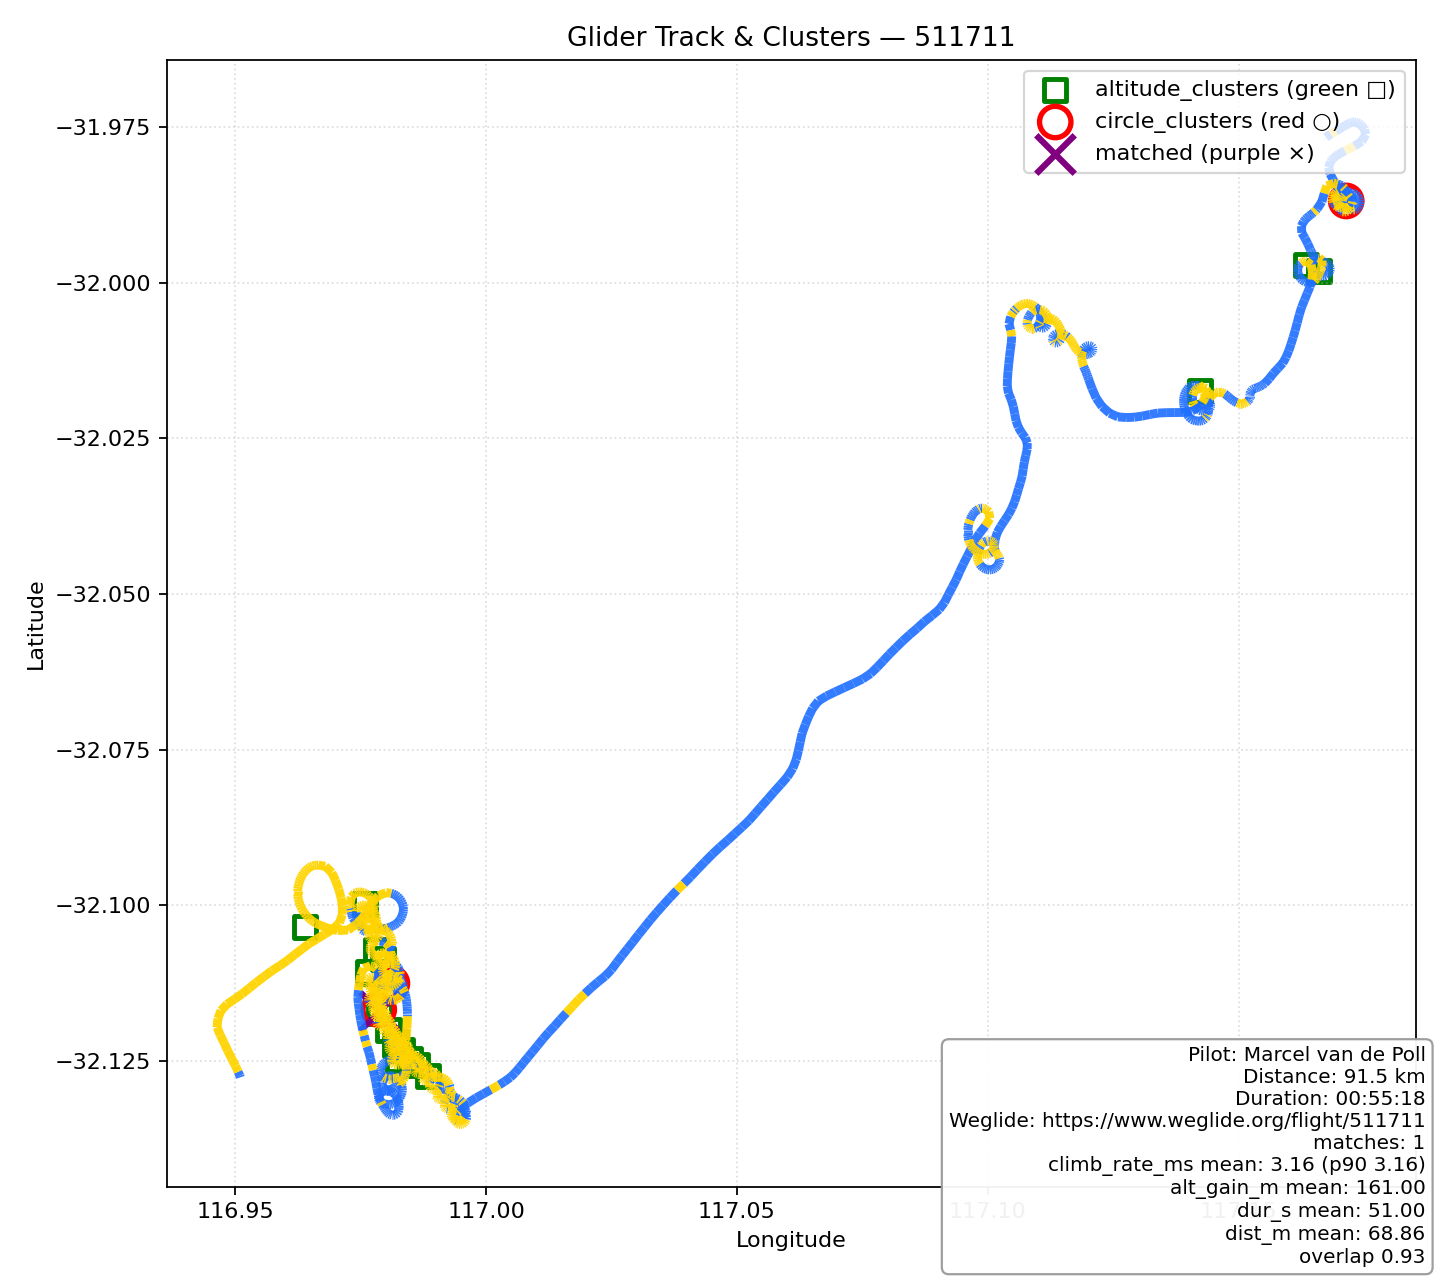 Glider Track & Clusters — 511711
altitude_clusters (green □)
circle_clusters (red ○)
matched (purple ×)
Latitude
−31.975
−32.000
−32.025
−32.050
−32.075
−32.100
−32.125
116.95
117.00
117.05
117.10
Longitude
Pilot: Marcel van de Poll
Distance: 91.5 km
Duration: 00:55:18
Weglide: https://www.weglide.org/flight/511711
matches: 1
climb_rate_ms mean: 3.16 (p90 3.16)
alt_gain_m mean: 161.00
dur_s mean: 51.00
dist_m mean: 68.86
overlap 0.93